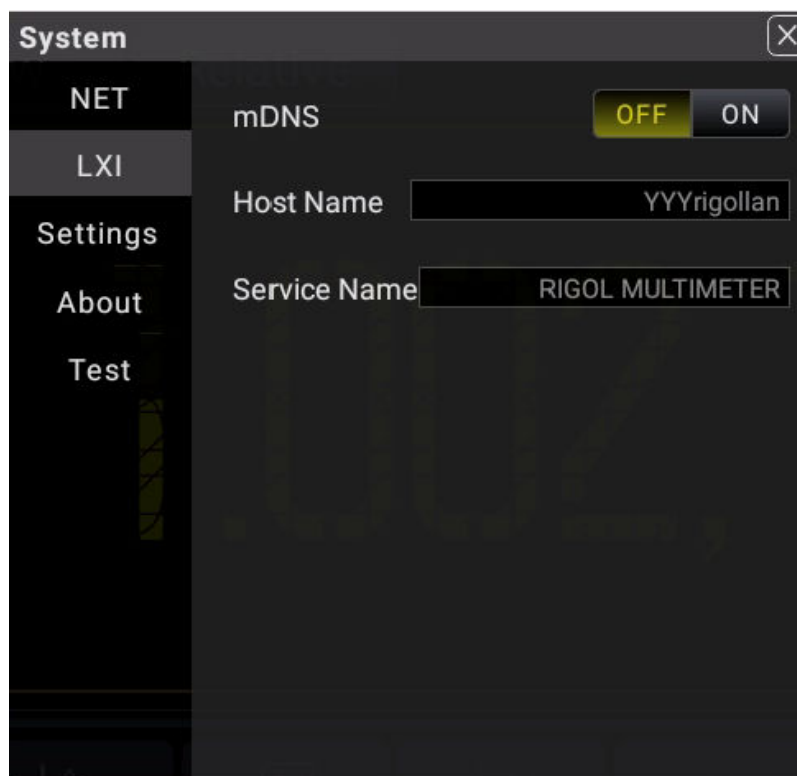 System
NET
LXI
Settings
About
Test
mDNS OFF ON
Host Name YYYrigollan
Service Name RIGOL MULTIMETER